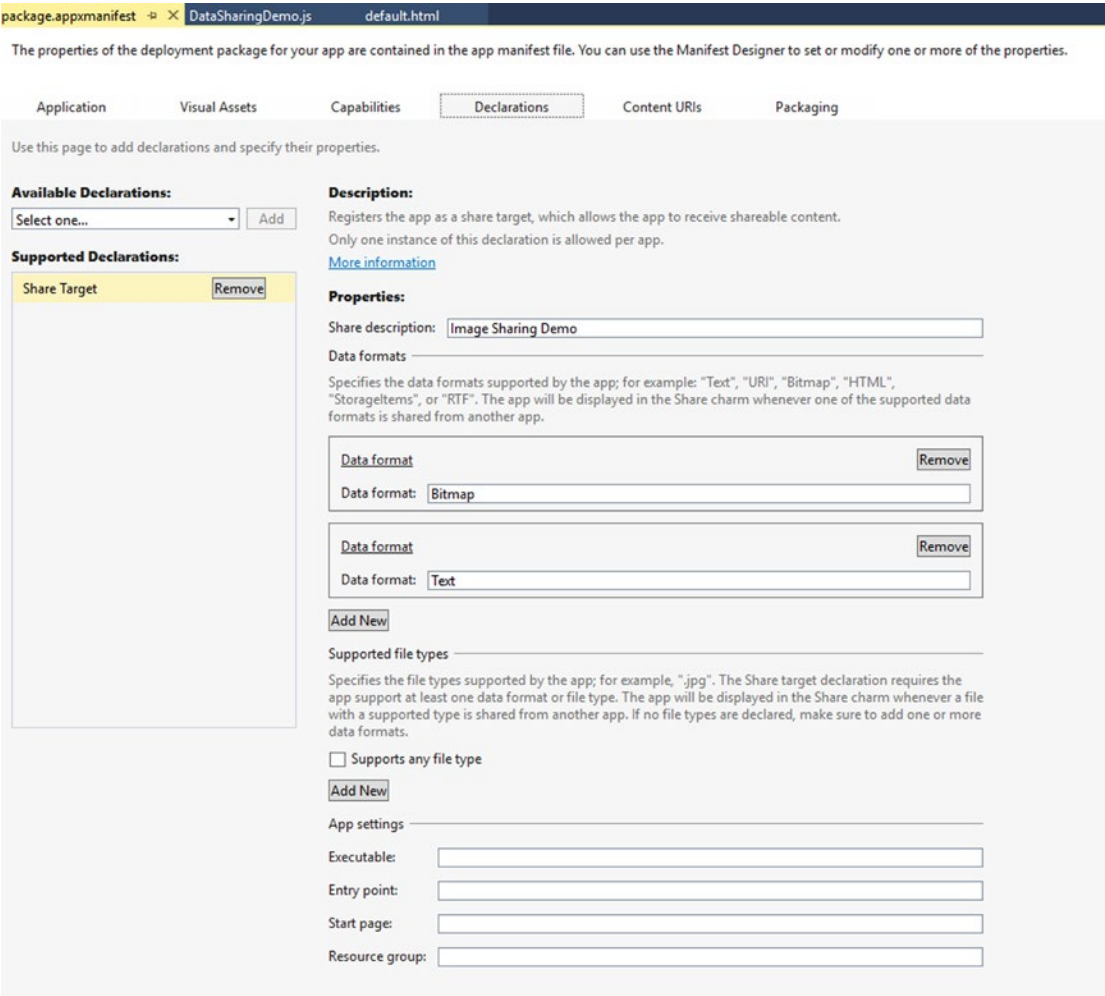 package.appxmanifest DataSharingDemo.js default.html
The properties of the deployment package for your app are contained in the app manifest file. You can use the Manifest Designer to set or modify one or more of the properties.
Application Visual Assets Capabilities Declarations Content URIs Packaging
Use this page to add declarations and specify their properties.
Available Declarations:
Select one... Add
Supported Declarations:
Share Target Remove
Description:
Registers the app as a share target, which allows the app to receive shareable content.
Only one instance of this declaration is allowed per app.
More information
Properties:
Share description: Image Sharing Demo
Data formats
Specifies the data formats supported by the app; for example: "Text", "URI", "Bitmap", "HTML",
"StorageItems", or "RTF". The app will be displayed in the Share charm whenever one of the supported data
formats is shared from another app.
Data format Remove
Data format: Bitmap
Data format Remove
Data format: Text
Add New
Supported file types
Specifies the file types supported by the app; for example, ".jpg". The Share target declaration requires the
app support at least one data format or file type. The app will be displayed in the Share charm whenever a file
with a supported type is shared from another app. If no file types are declared, make sure to add one or more
data formats.
Supports any file type
Add New
App settings
Executable:
Entry point:
Start page:
Resource group: